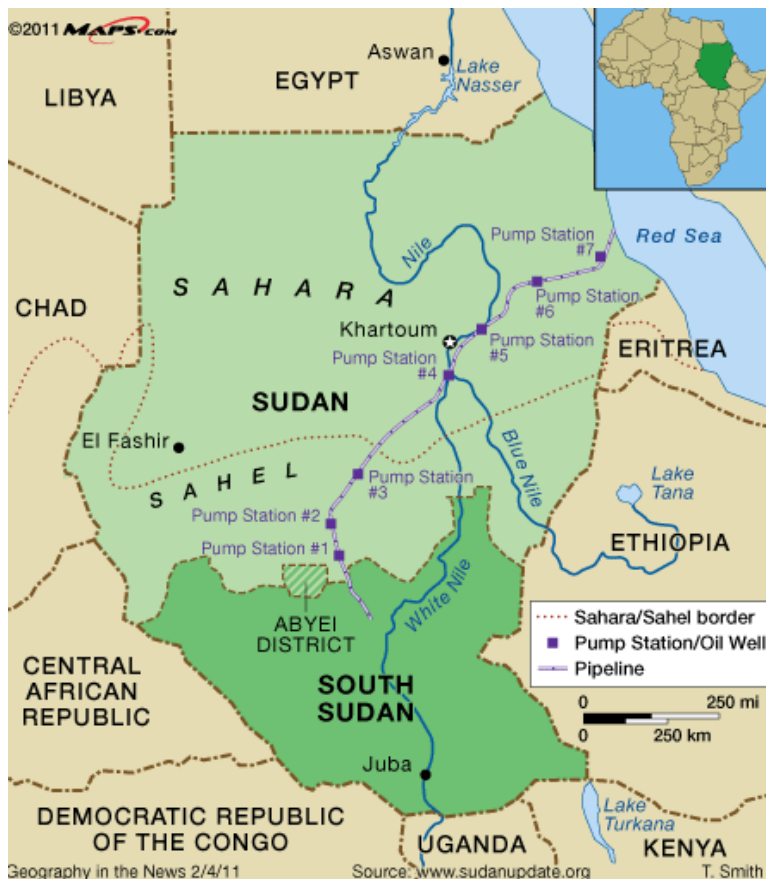 ©2011 MAPS.COM
Aswan
Lake
Nasser
EGYPT
LIBYA
Nile
Pump Station
#7
Red Sea
SAHARA
Pump Station
#6
CHAD
Khartoum
Pump Station
#5
Pump Station
#4
ERITREA
SUDAN
El Fashir
Blue Nile
SAHEL
Pump Station
#3
Lake
Tana
Pump Station #2
ETHIOPIA
Pump Station #1
White Nile
ABYEI
DISTRICT
Sahara/Sahel border
Pump Station/Oil Well
Pipeline
CENTRAL
AFRICAN
REPUBLIC
SOUTH
SUDAN
0 250 mi
0 250 km
Juba
DEMOCRATIC REPUBLIC
OF THE CONGO
UGANDA
Lake
Turkana
KENYA
Geography in the News 2/4/11
Source: www.sudanupdate.org
T. Smith